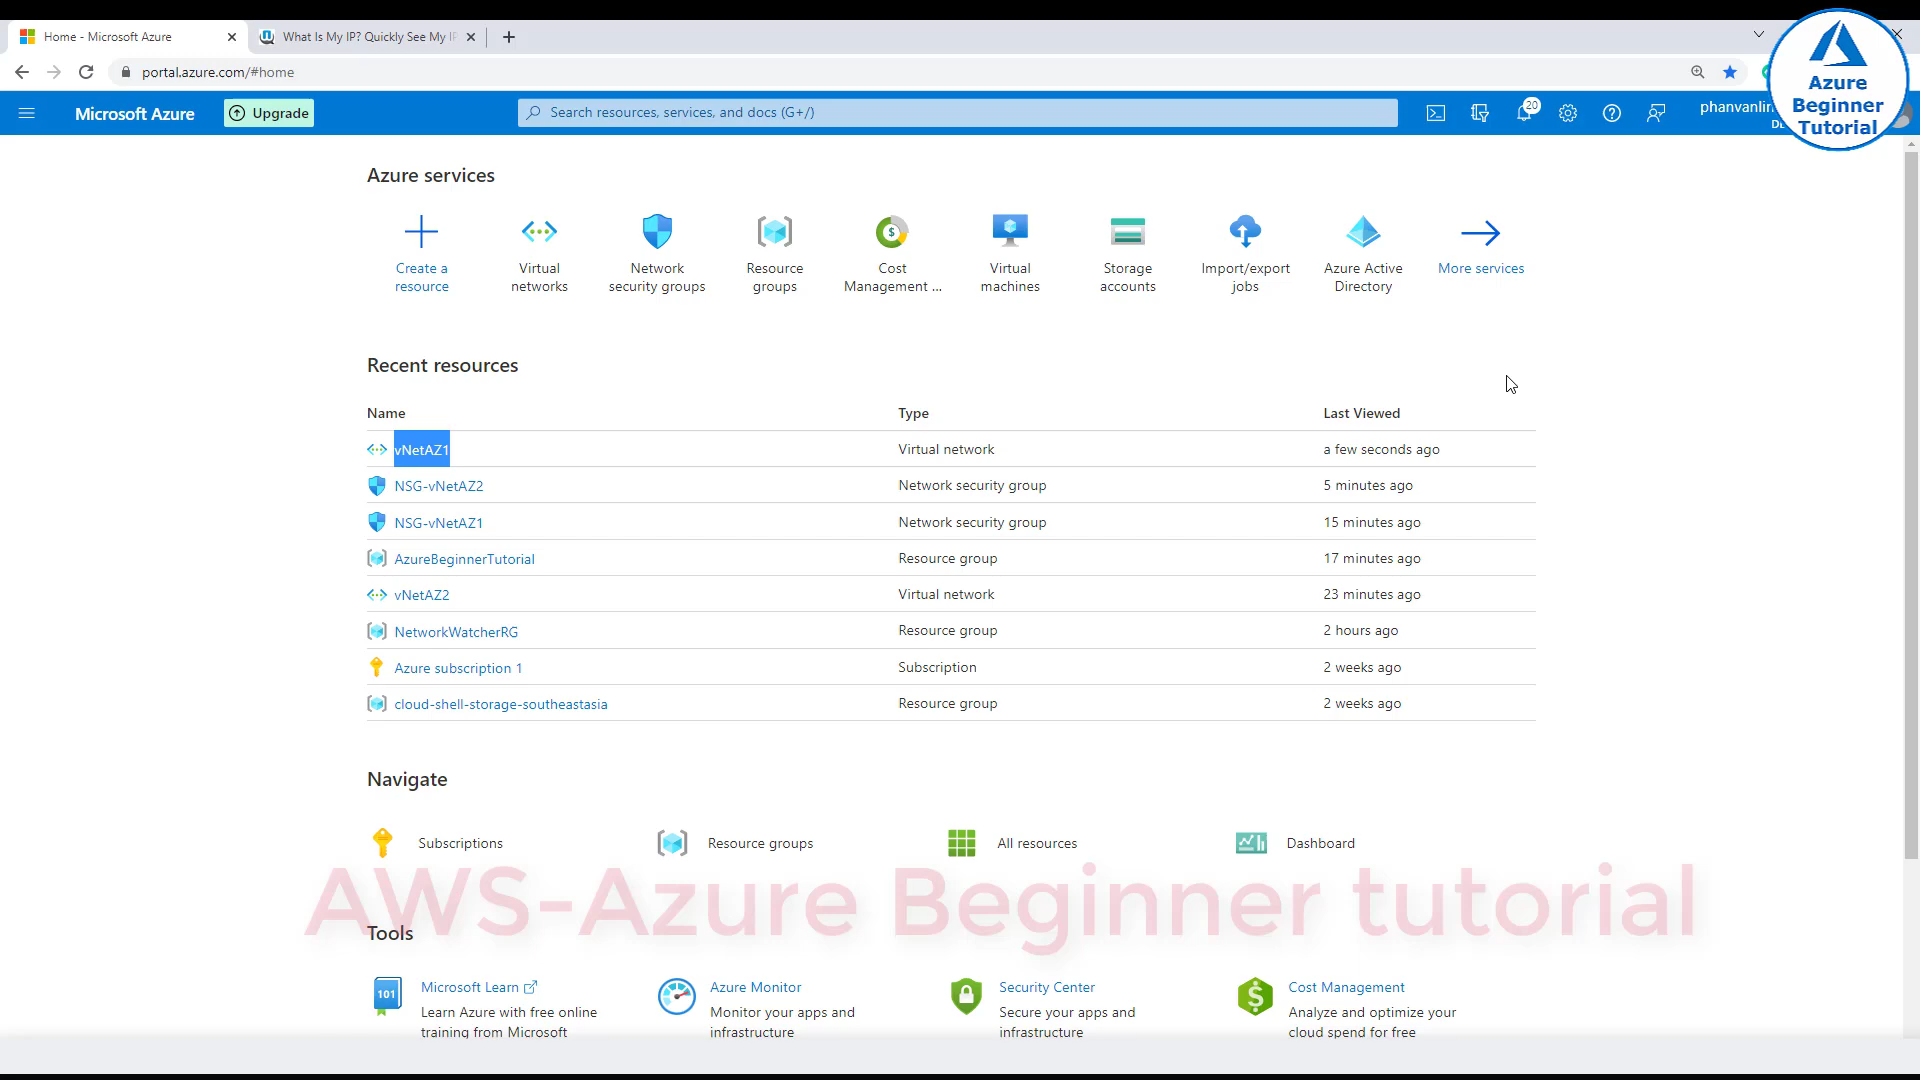 Home - Microsoft Azure
What Is My IP? Quickly See My IP
portal.azure.com/#home
Microsoft Azure
Upgrade
Search resources, services, and docs (G+/)
20
phanvanlin
Azure
Beginner
Tutorial
Azure services
Create a
resource
Virtual
networks
Network
security groups
Resource
groups
$
Cost
Management ...
Virtual
machines
Storage
accounts
Import/export
jobs
Azure Active
Directory
More services
Recent resources
Name Type Last Viewed
vNetAZ1 Virtual network a few seconds ago
NSG-vNetAZ2 Network security group 5 minutes ago
NSG-vNetAZ1 Network security group 15 minutes ago
AzureBeginnerTutorial Resource group 17 minutes ago
vNetAZ2 Virtual network 23 minutes ago
NetworkWatcherRG Resource group 2 hours ago
Azure subscription 1 Subscription 2 weeks ago
cloud-shell-storage-southeastasia Resource group 2 weeks ago
Navigate
Subscriptions Resource groups All resources Dashboard
AWS-Azure Beginner tutorial
Tools
101
Microsoft Learn
Learn Azure with free online
training from Microsoft
Azure Monitor
Monitor your apps and
infrastructure
Security Center
Secure your apps and
infrastructure
$
Cost Management
Analyze and optimize your
cloud spend for free